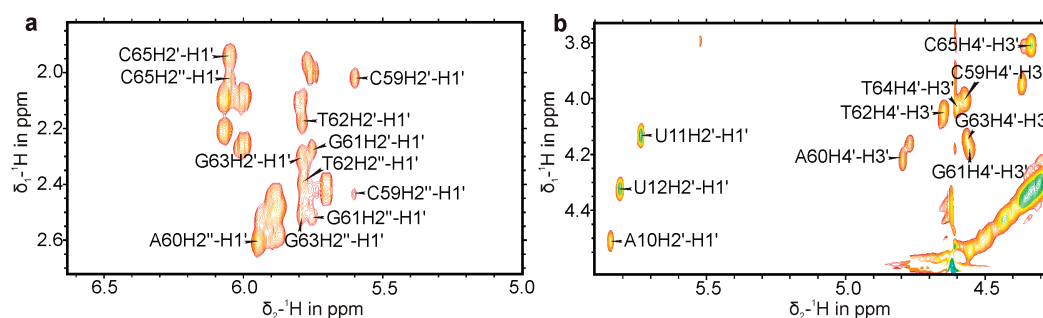 a
C65H2'-H1'
C65H2''-H1'
C59H2'-H1'
T62H2'-H1'
G61H2'-H1'
G63H2'-H1'
T62H2''-H1'
C59H2''-H1'
G61H2''-H1'
A60H2''-H1'
G63H2''-H1'
2.0
2.2
2.4
2.6
6.5
6.0
5.5
5.0
δ1-1H in ppm
δ2-1H in ppm
b
C65H4'-H3'
C59H4'-H3
T64H4'-H3'
T62H4'-H3'
G63H4'-H3
U11H2'-H1'
A60H4'-H3'
G61H4'-H3'
U12H2'-H1'
A10H2'-H1'
3.8
4.0
4.2
4.4
5.5
5.0
4.5
δ1-1H in ppm
δ2-1H in ppm